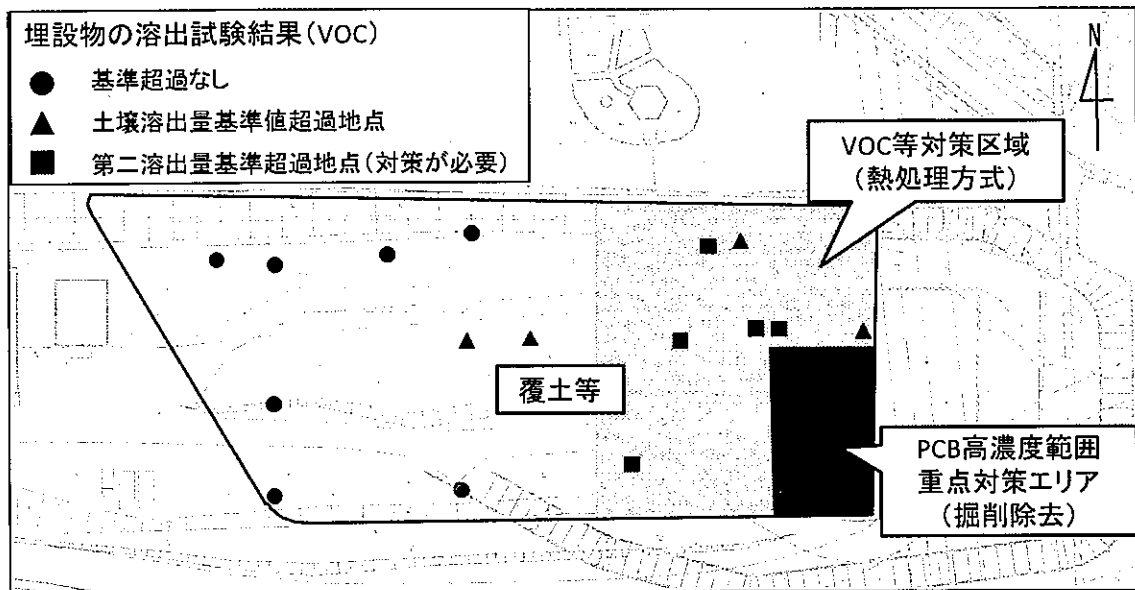 埋設物の溶出試験結果(VOC)
● 基準超過なし
▲ 土壌溶出量基準値超過地点
■ 第二溶出量基準超過地点(対策が必要)
N
VOC等対策区域
(熱処理方式)
覆土等
PCB高濃度範囲
重点対策エリア
(掘削除去)